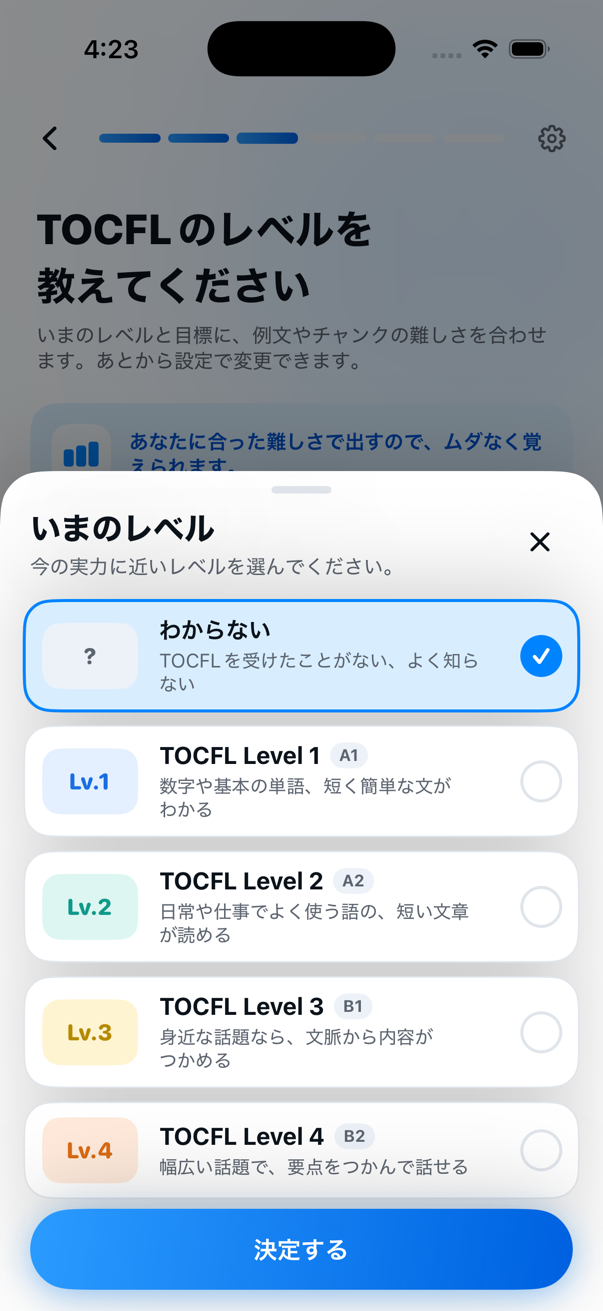 4:23
TOCFLのレベルを
教えてください
いまのレベルと目標に、例文やチャンクの難しさを合わせ
ます。あとから設定で変更できます。
あなたに合った難しさで出すので、ムダなく覚
えられます。
いまのレベル
今の実力に近いレベルを選んでください。
?
わからない
TOCFLを受けたことがない、よく知ら
ない
Lv.1
TOCFL Level 1 A1
数字や基本の単語、短く簡単な文が
わかる
Lv.2
TOCFL Level 2 A2
日常や仕事でよく使う語の、短い文章
が読める
Lv.3
TOCFL Level 3 B1
身近な話題なら、文脈から内容が
つかめる
Lv.4
TOCFL Level 4 B2
幅広い話題で、要点をつかんで話せる
決定する